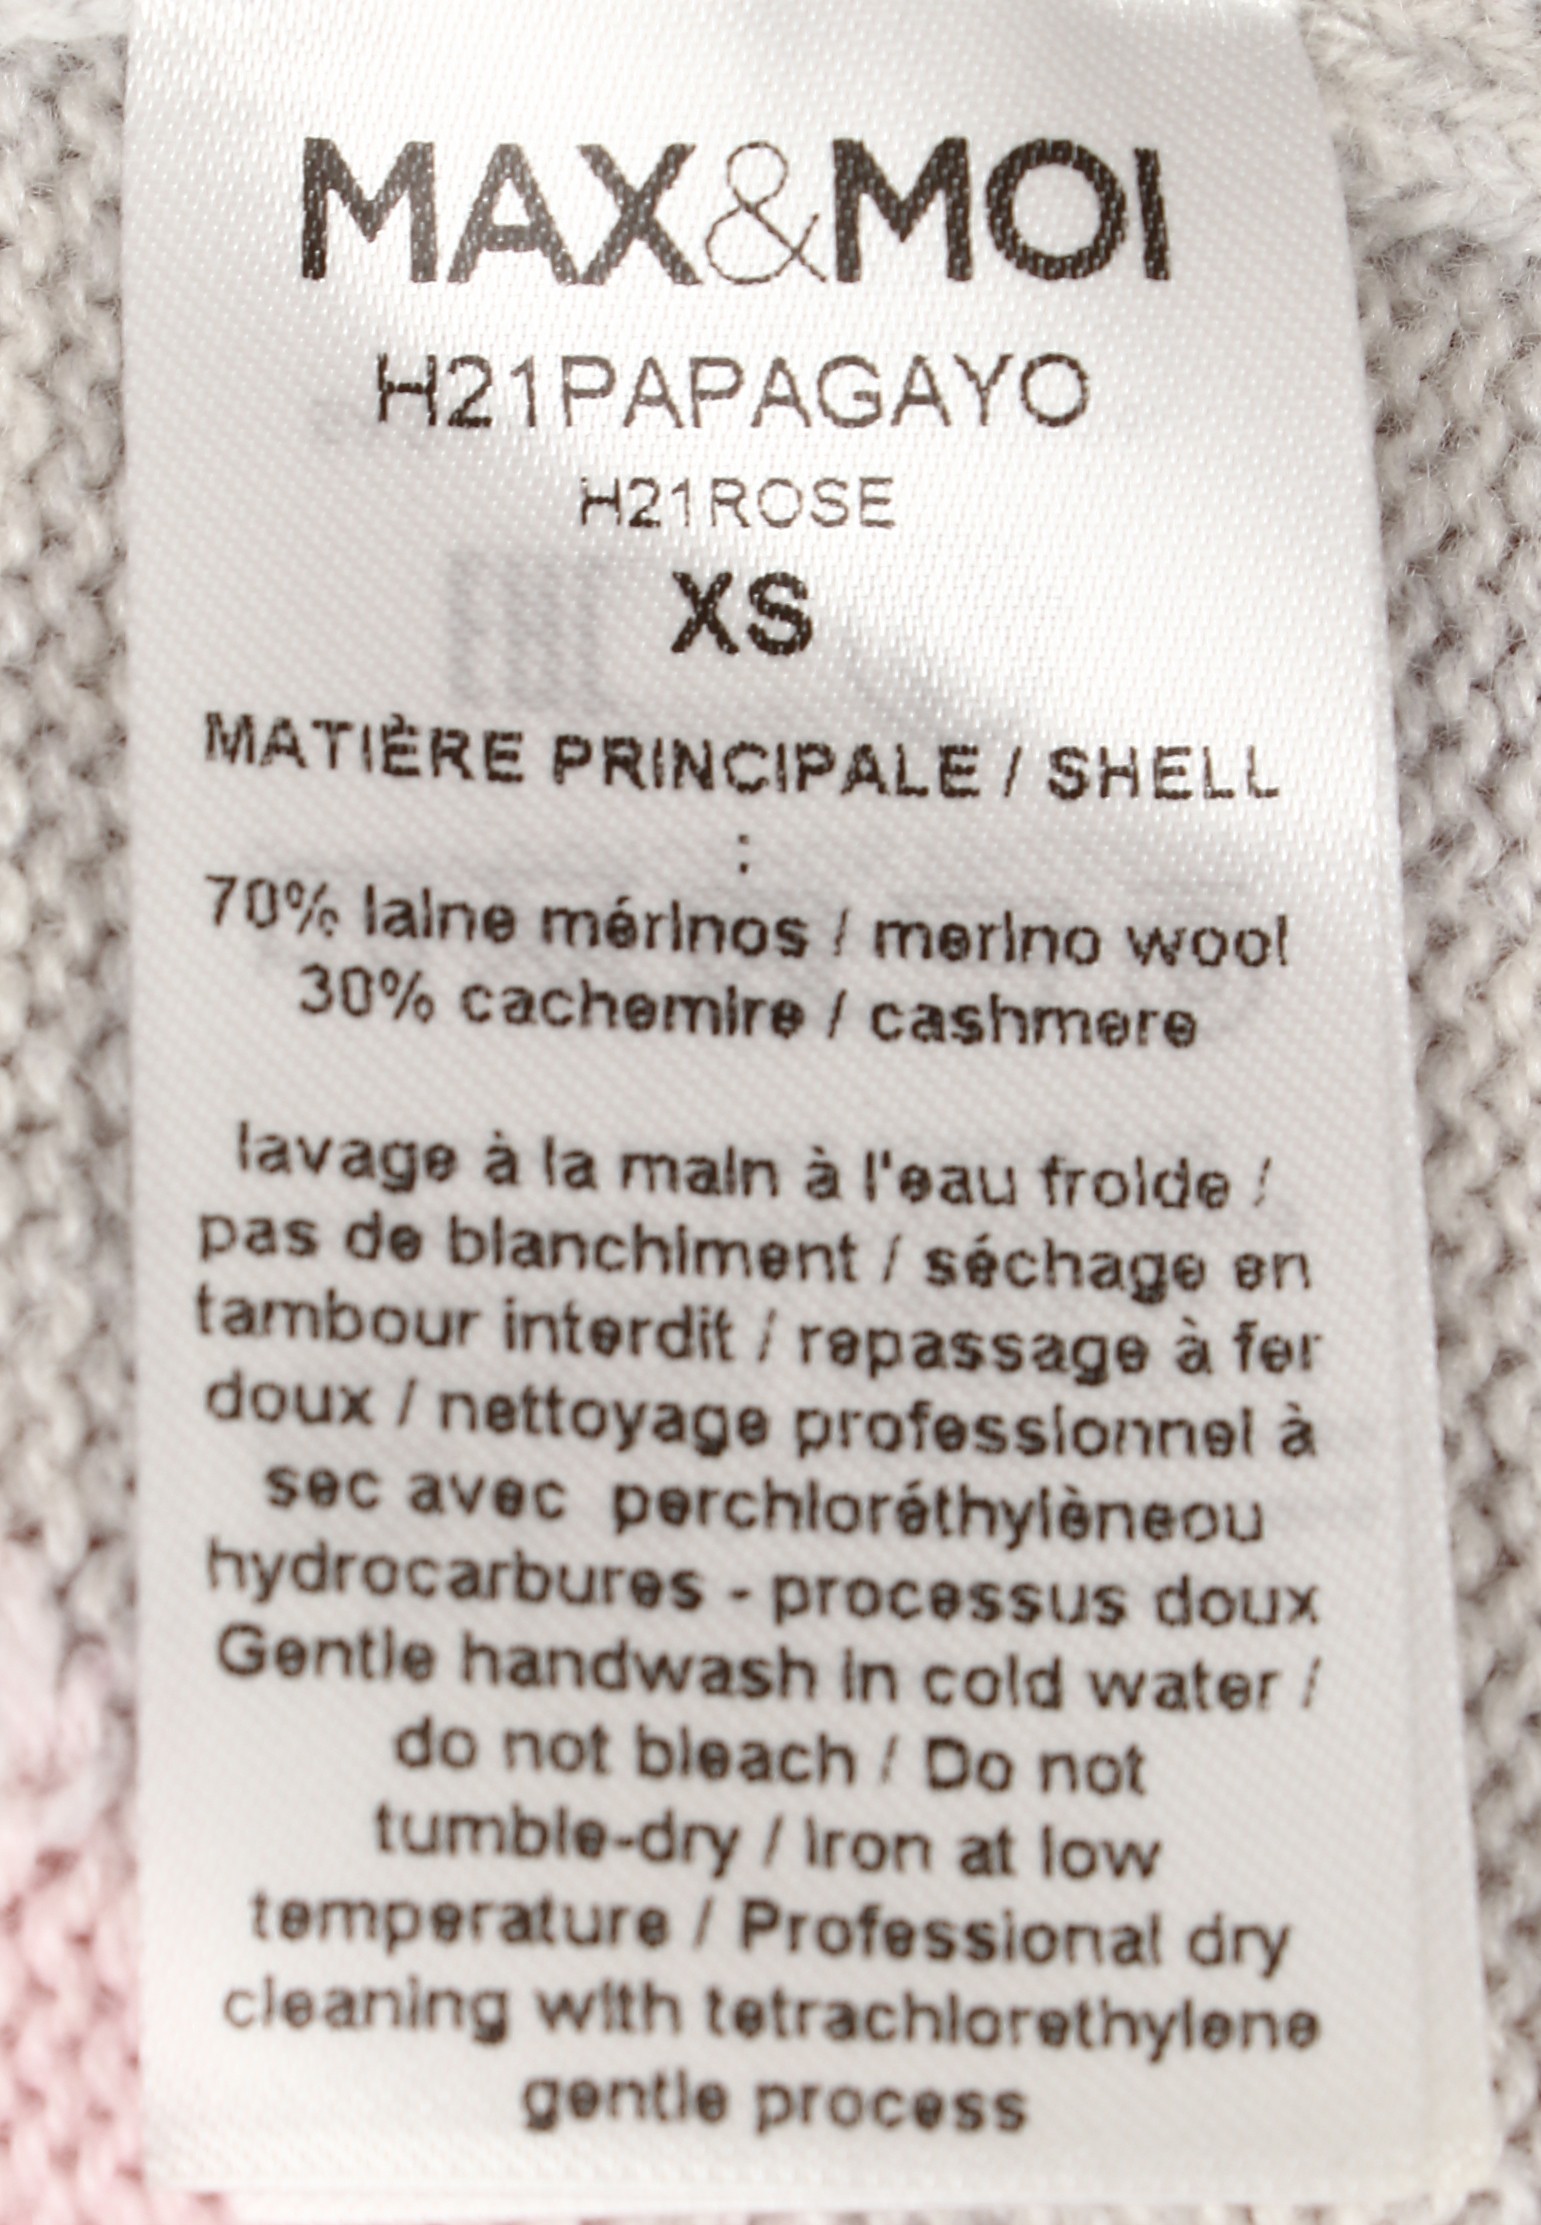 MAX&MOI
H21PAPAGAYO
H21ROSE
XS
MATIÈRE PRINCIPALE / SHELL
:
70% laine mérinos / merino wool
30% cachemire / cashmere
lavage à la main à l'eau froide /
pas de blanchiment / séchage en
tambour interdit / repassage à fer
doux / nettoyage professionnel à
sec avec perchloréthylèneou
hydrocarbures - processus doux
Gentle handwash in cold water /
do not bleach / Do not
tumble-dry / Iron at low
temperature / Professional dry
cleaning with tetrachlorethylene
gentle process